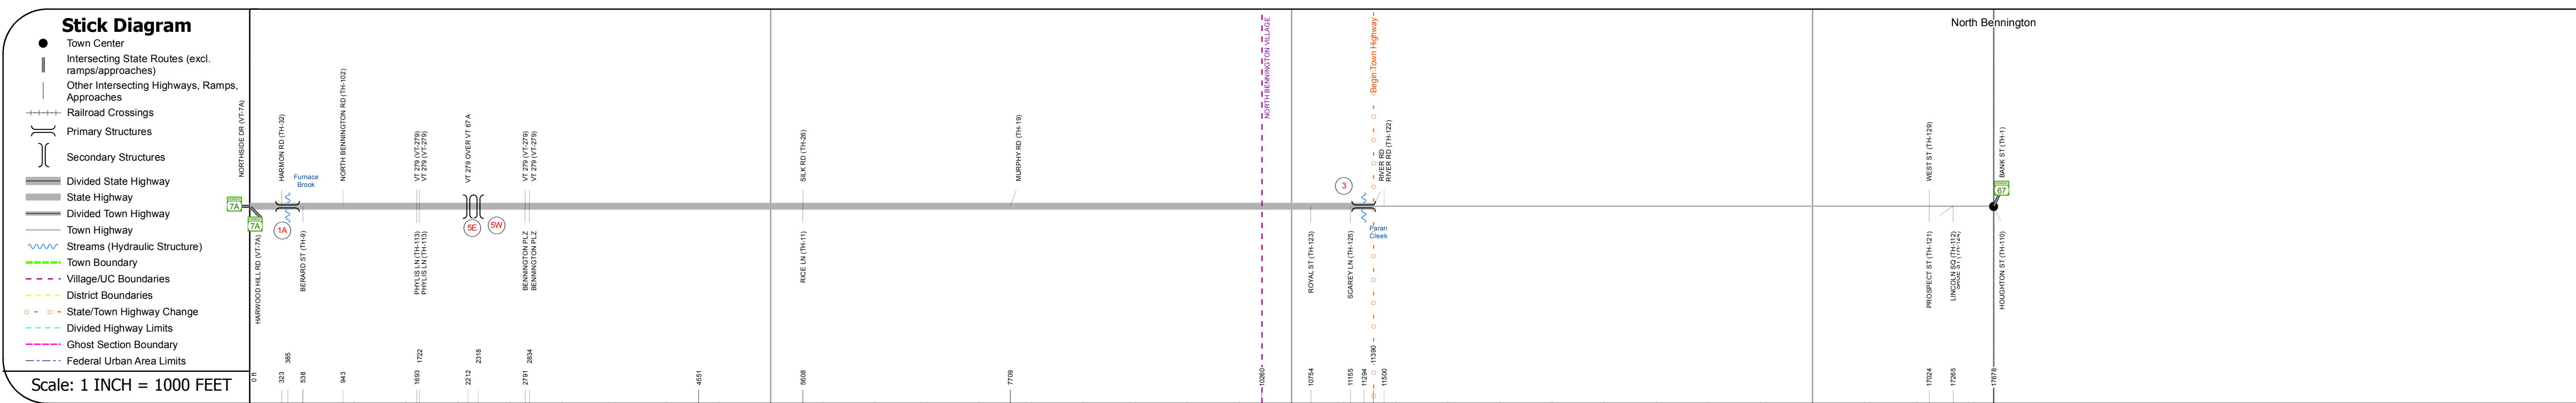 Stick Diagram
Town Center
Intersecting State Routes (excl.
ramps/approaches)
Other Intersecting Highways, Ramps,
Approaches
Railroad Crossings
Primary Structures
Secondary Structures
Divided State Highway
State Highway
Divided Town Highway
Town Highway
Streams (Hydraulic Structure)
Town Boundary
Village/UC Boundaries
District Boundaries
State/Town Highway Change
Divided Highway Limits
Ghost Section Boundary
Federal Urban Area Limits
Scale: 1 INCH = 1000 FEET
NORTHSIDE DR (VT-7A)
7A
7A
HARWOOD HILL RD (VT-7A)
HARMON RD (TH-32)
Furnace
Brook
1A
BERARD ST (TH-9)
NORTH BENNINGTON RD (TH-102)
VT 279 (VT-279)
VT 279 (VT-279)
PHYLIS LN (TH-113)
PHYLIS LN (TH-113)
VT 279 OVER VT 67 A
5E
5W
VT 279 (VT-279)
VT 279 (VT-279)
BENNINGTON PLZ
BENNINGTON PLZ
SILK RD (TH-26)
RICE LN (TH-11)
MURPHY RD (TH-19)
NORTH BENNINGTON VILLAGE
ROYAL ST (TH-123)
3
SCAREY LN (TH-125)
Begin Town Highway
Paran
Creek
RIVER RD
RIVER RD (TH-122)
North Bennington
WEST ST (TH-129)
PROSPECT ST (TH-121)
LINCOLN SQ (TH-112)
BANK ST (TH-1)
67
HOUGHTON ST (TH-110)
0 ft
323
385
538
943
1693
1722
2212
2318
2791
2834
4551
5608
7709
10260
10754
11155
11294
11390
11500
17024
17265
17678